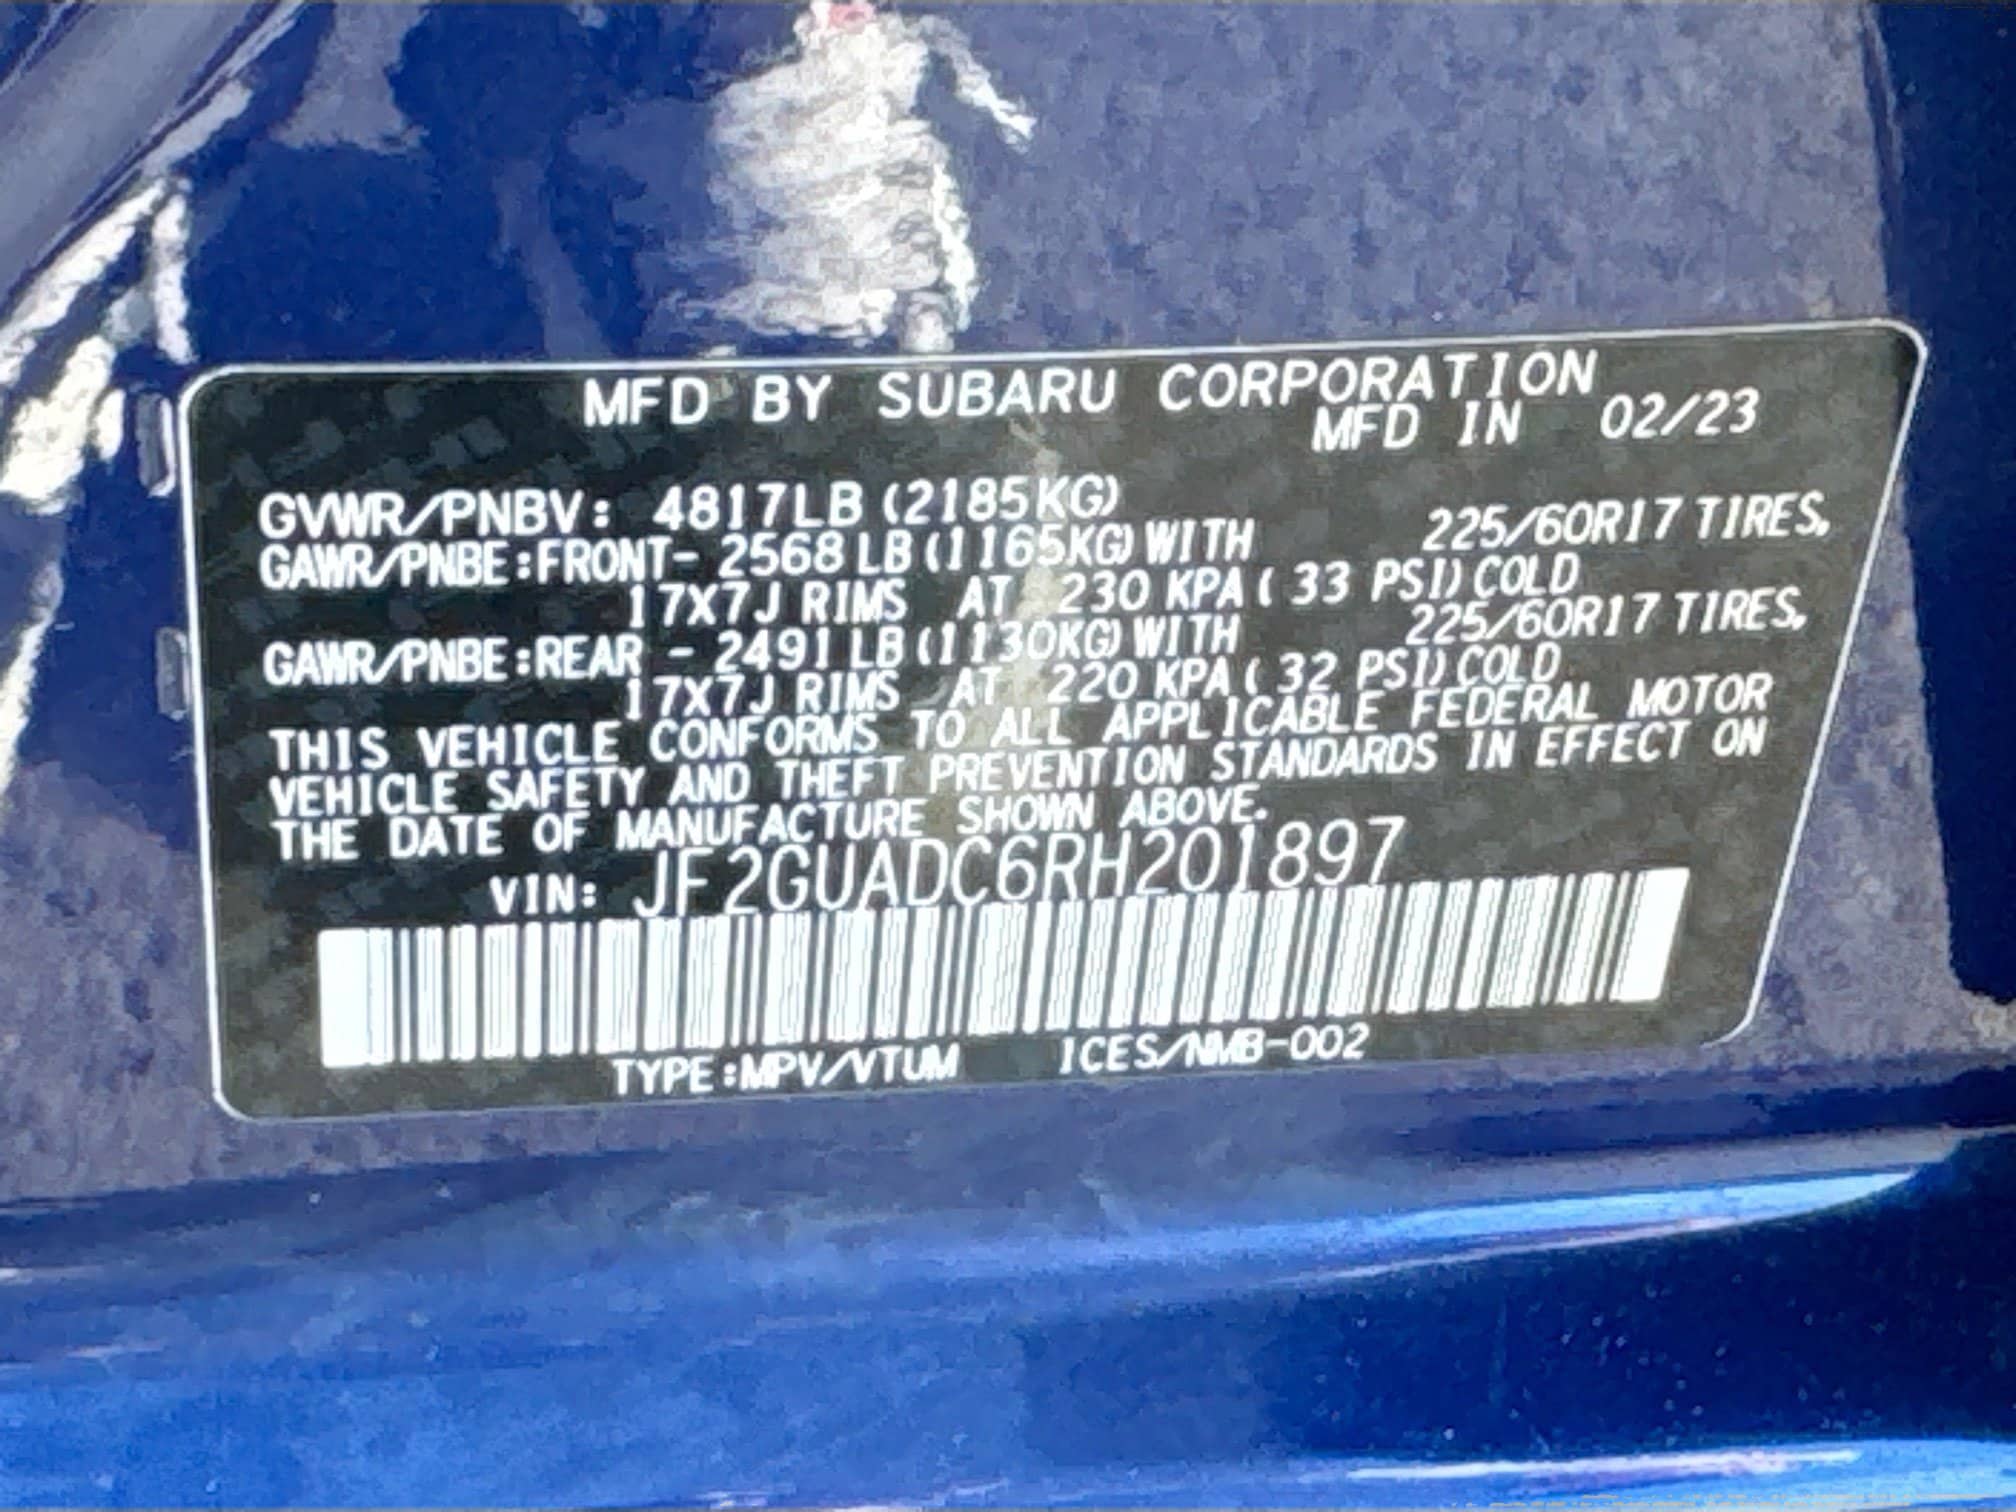 MFD BY SUBARU CORPORATION
MFD IN 02/23
GVWR/PNBV: 4817LB (2185KG)
GAWR/PNBE:FRONT- 2568 LB (1165KG) WITH 225/60R17 TIRES,
17X7J RIMS AT 230 KPA ( 33 PSI) COLD
GAWR/PNBE:REAR - 2491 LB (1130KG) WITH 225/60R17 TIRES,
17X7J RIMS AT 220 KPA ( 32 PSI) COLD
THIS VEHICLE CONFORMS TO ALL APPLICABLE FEDERAL MOTOR
VEHICLE SAFETY AND THEFT PREVENTION STANDARDS IN EFFECT ON
THE DATE OF MANUFACTURE SHOWN ABOVE.
VIN: JF2GUADC6RH201897
TYPE:MPV/VTUM ICES/NMB-002